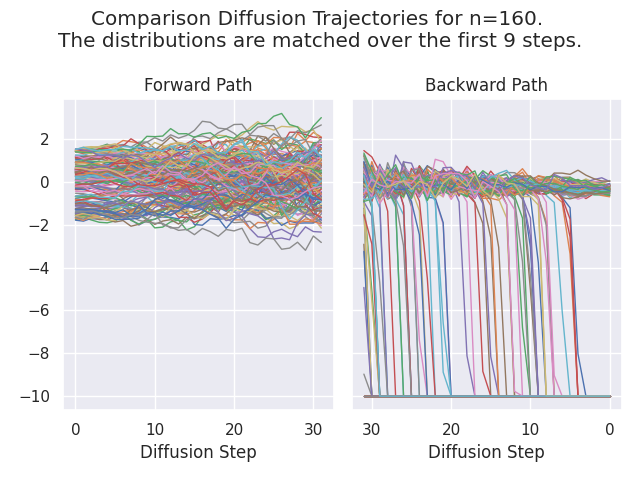 Comparison Diffusion Trajectories for n=160.
The distributions are matched over the first 9 steps.
Forward Path
Backward Path
2
0
−2
−4
−6
−8
−10
0 10 20 30
30 20 10 0
Diffusion Step
Diffusion Step